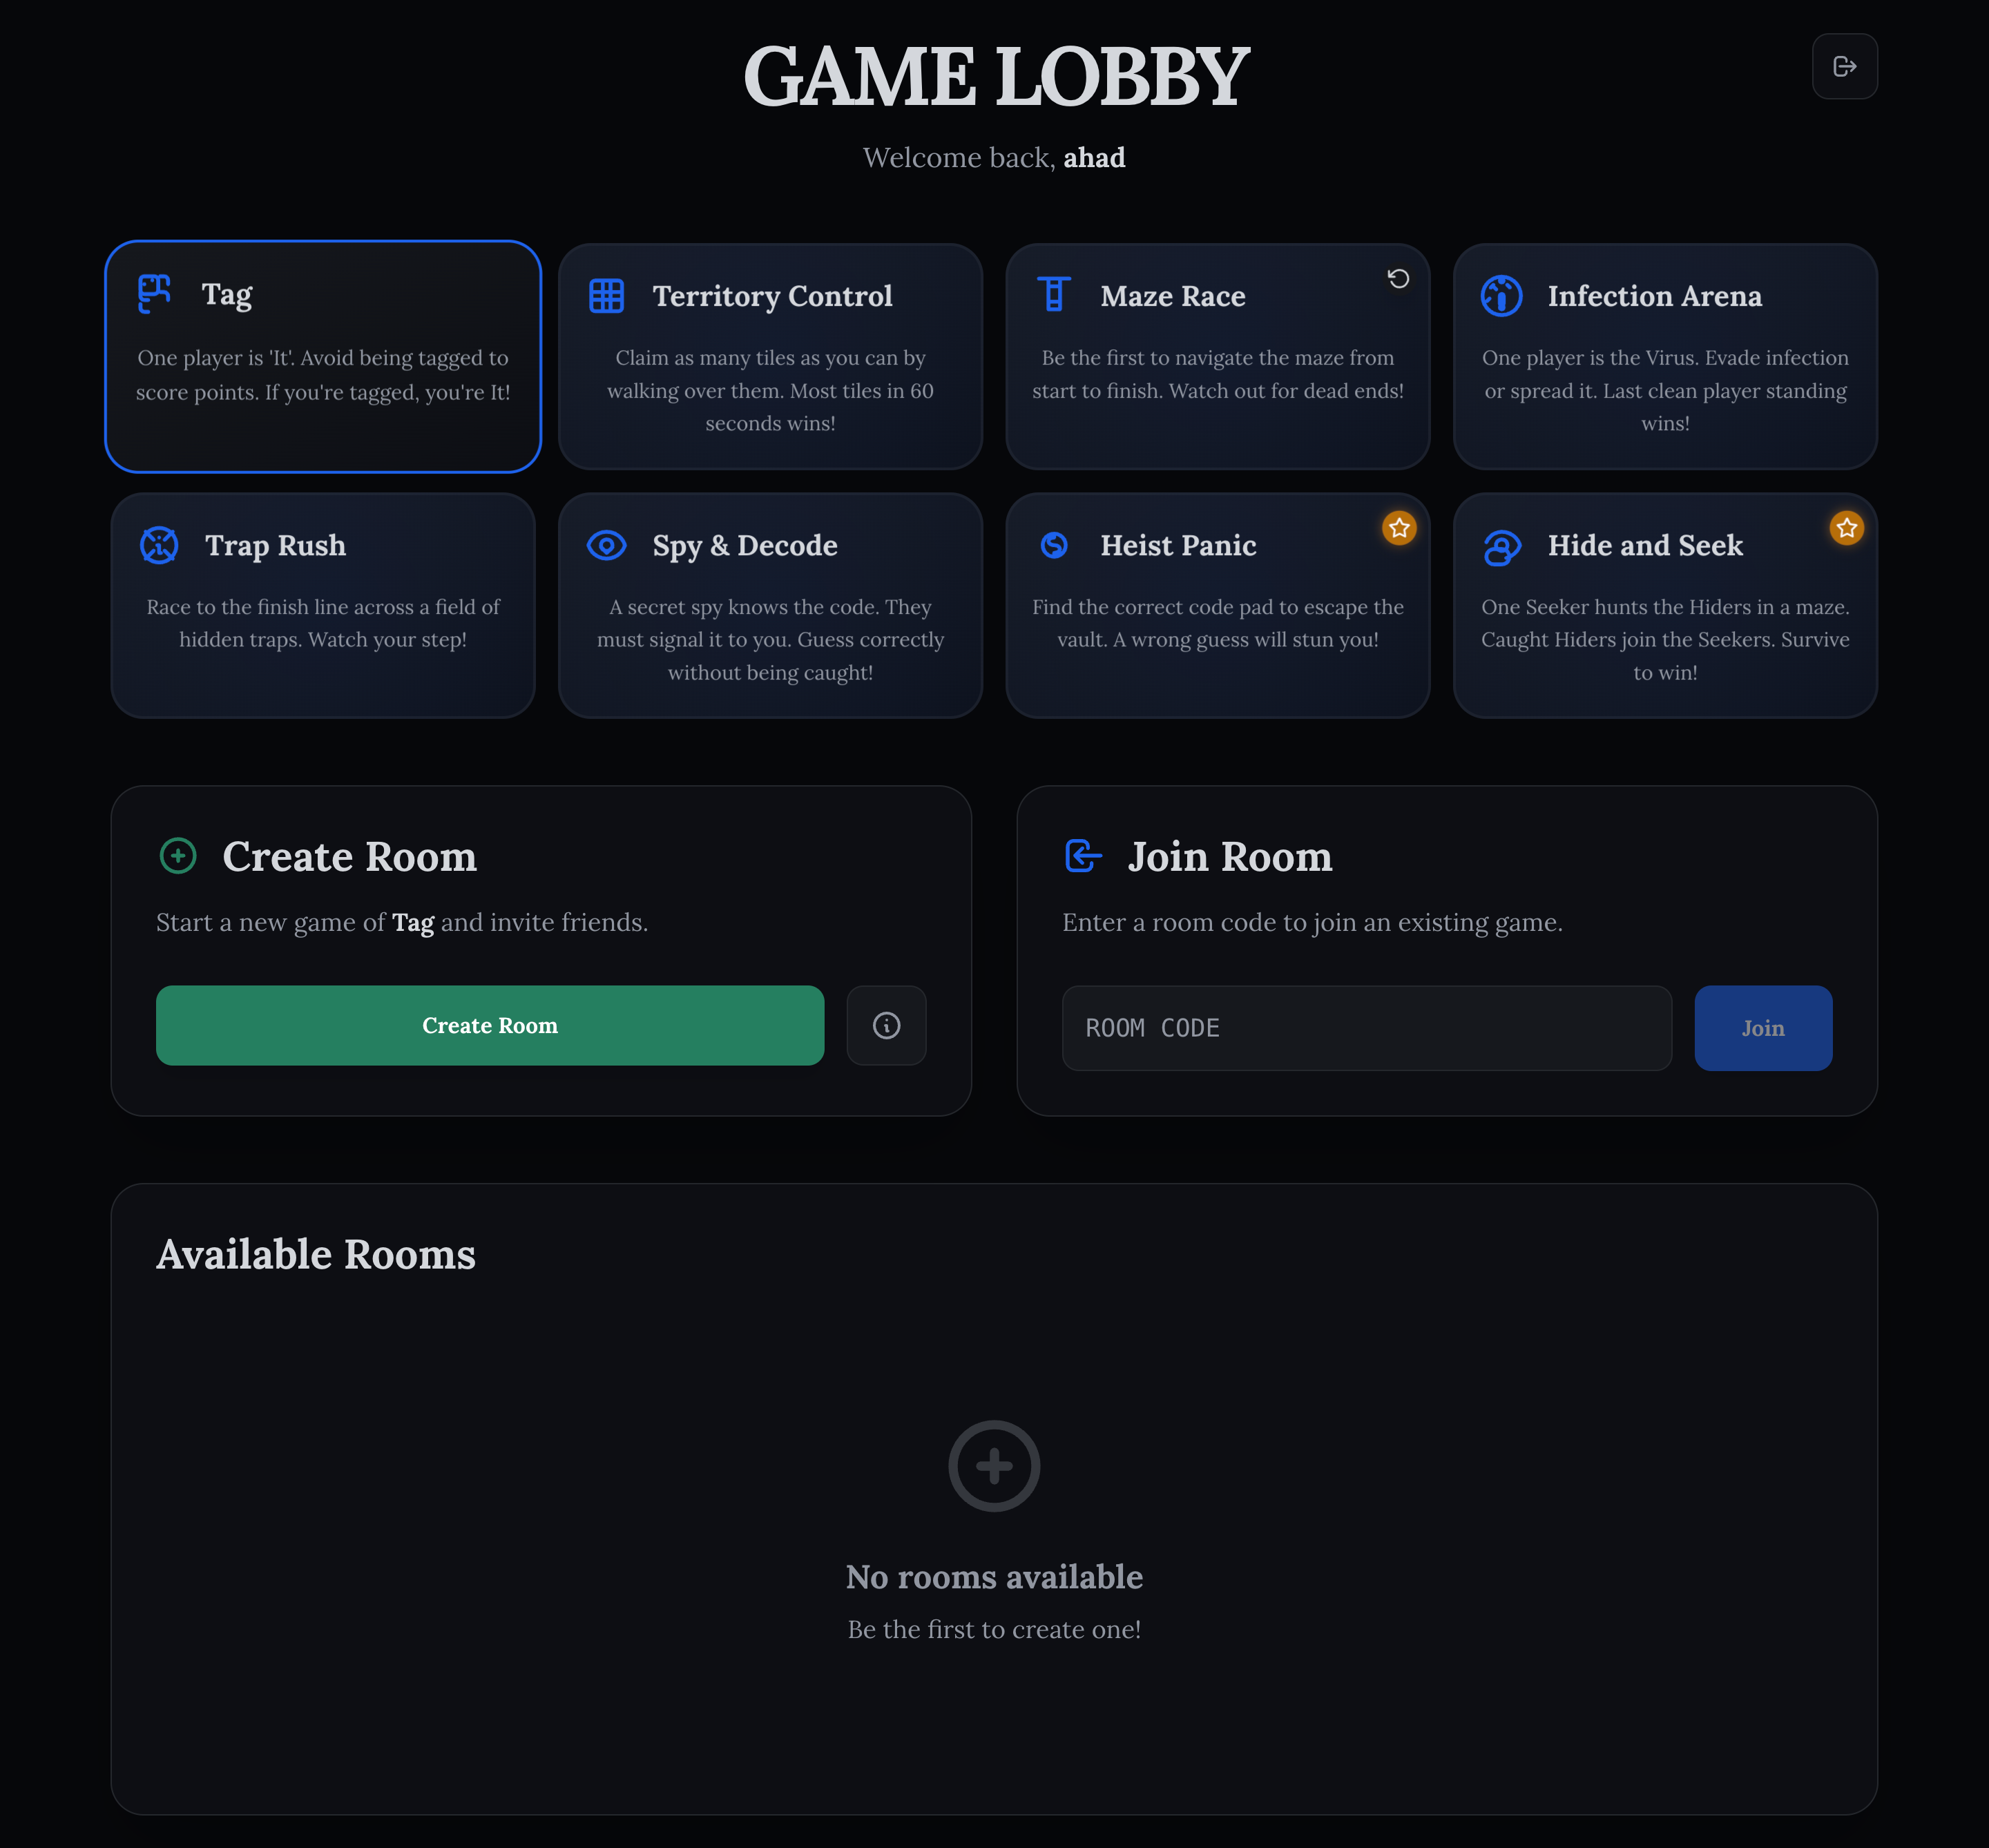 GAME LOBBY
Welcome back, ahad
Tag
One player is 'It'. Avoid being tagged to
score points. If you're tagged, you're It!
Territory Control
Claim as many tiles as you can by
walking over them. Most tiles in 60
seconds wins!
Maze Race
Be the first to navigate the maze from
start to finish. Watch out for dead ends!
Infection Arena
One player is the Virus. Evade infection
or spread it. Last clean player standing
wins!
Trap Rush
Race to the finish line across a field of
hidden traps. Watch your step!
Spy & Decode
A secret spy knows the code. They
must signal it to you. Guess correctly
without being caught!
Heist Panic
Find the correct code pad to escape the
vault. A wrong guess will stun you!
Hide and Seek
One Seeker hunts the Hiders in a maze.
Caught Hiders join the Seekers. Survive
to win!
Create Room
Start a new game of Tag and invite friends.
Create Room
Join Room
Enter a room code to join an existing game.
ROOM CODE
Join
Available Rooms
No rooms available
Be the first to create one!